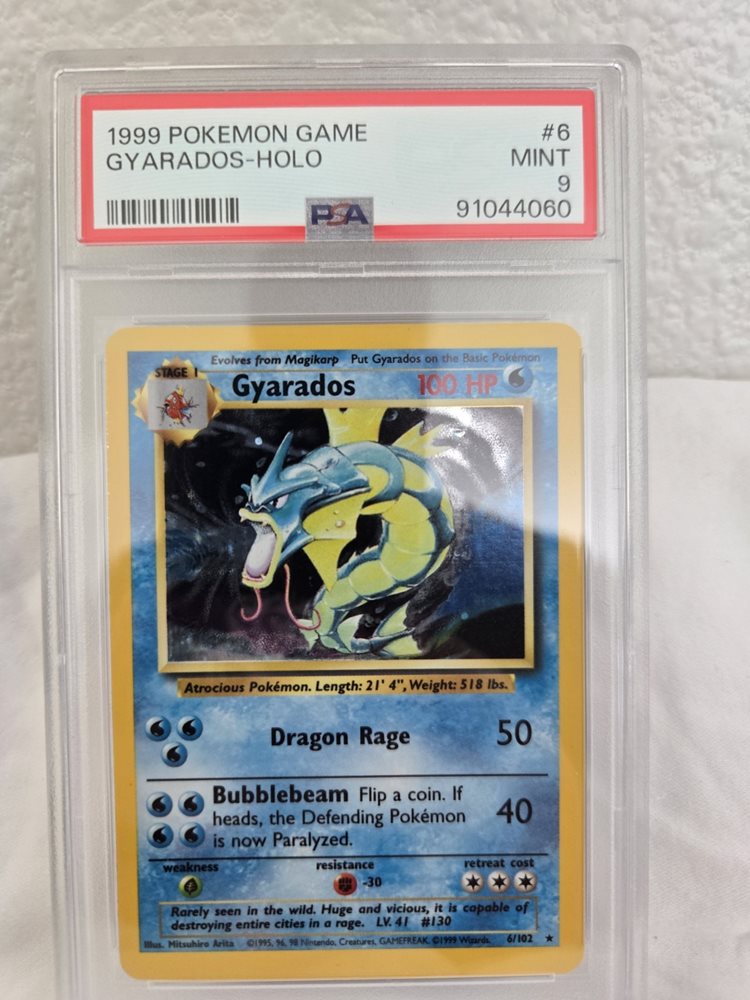 1999 POKEMON GAME #6
GYARADOS-HOLO MINT
9
PSA 91044060
Evolves from Magikarp Put Gyarados on the Basic Pokémon
STAGE 1
Gyarados 100 HP
Atrocious Pokémon. Length: 21' 4", Weight: 518 lbs.
Dragon Rage 50
Bubblebeam Flip a coin. If
heads, the Defending Pokémon 40
is now Paralyzed.
weakness resistance retreat cost
-30
Rarely seen in the wild. Huge and vicious, it is capable of
destroying entire cities in a rage. LV. 41 #130
Illus. Mitsuhiro Arita ©1995, 96, 98 Nintendo, Creatures, GAMEFREAK. ©1999 Wizards. 6/102 ★